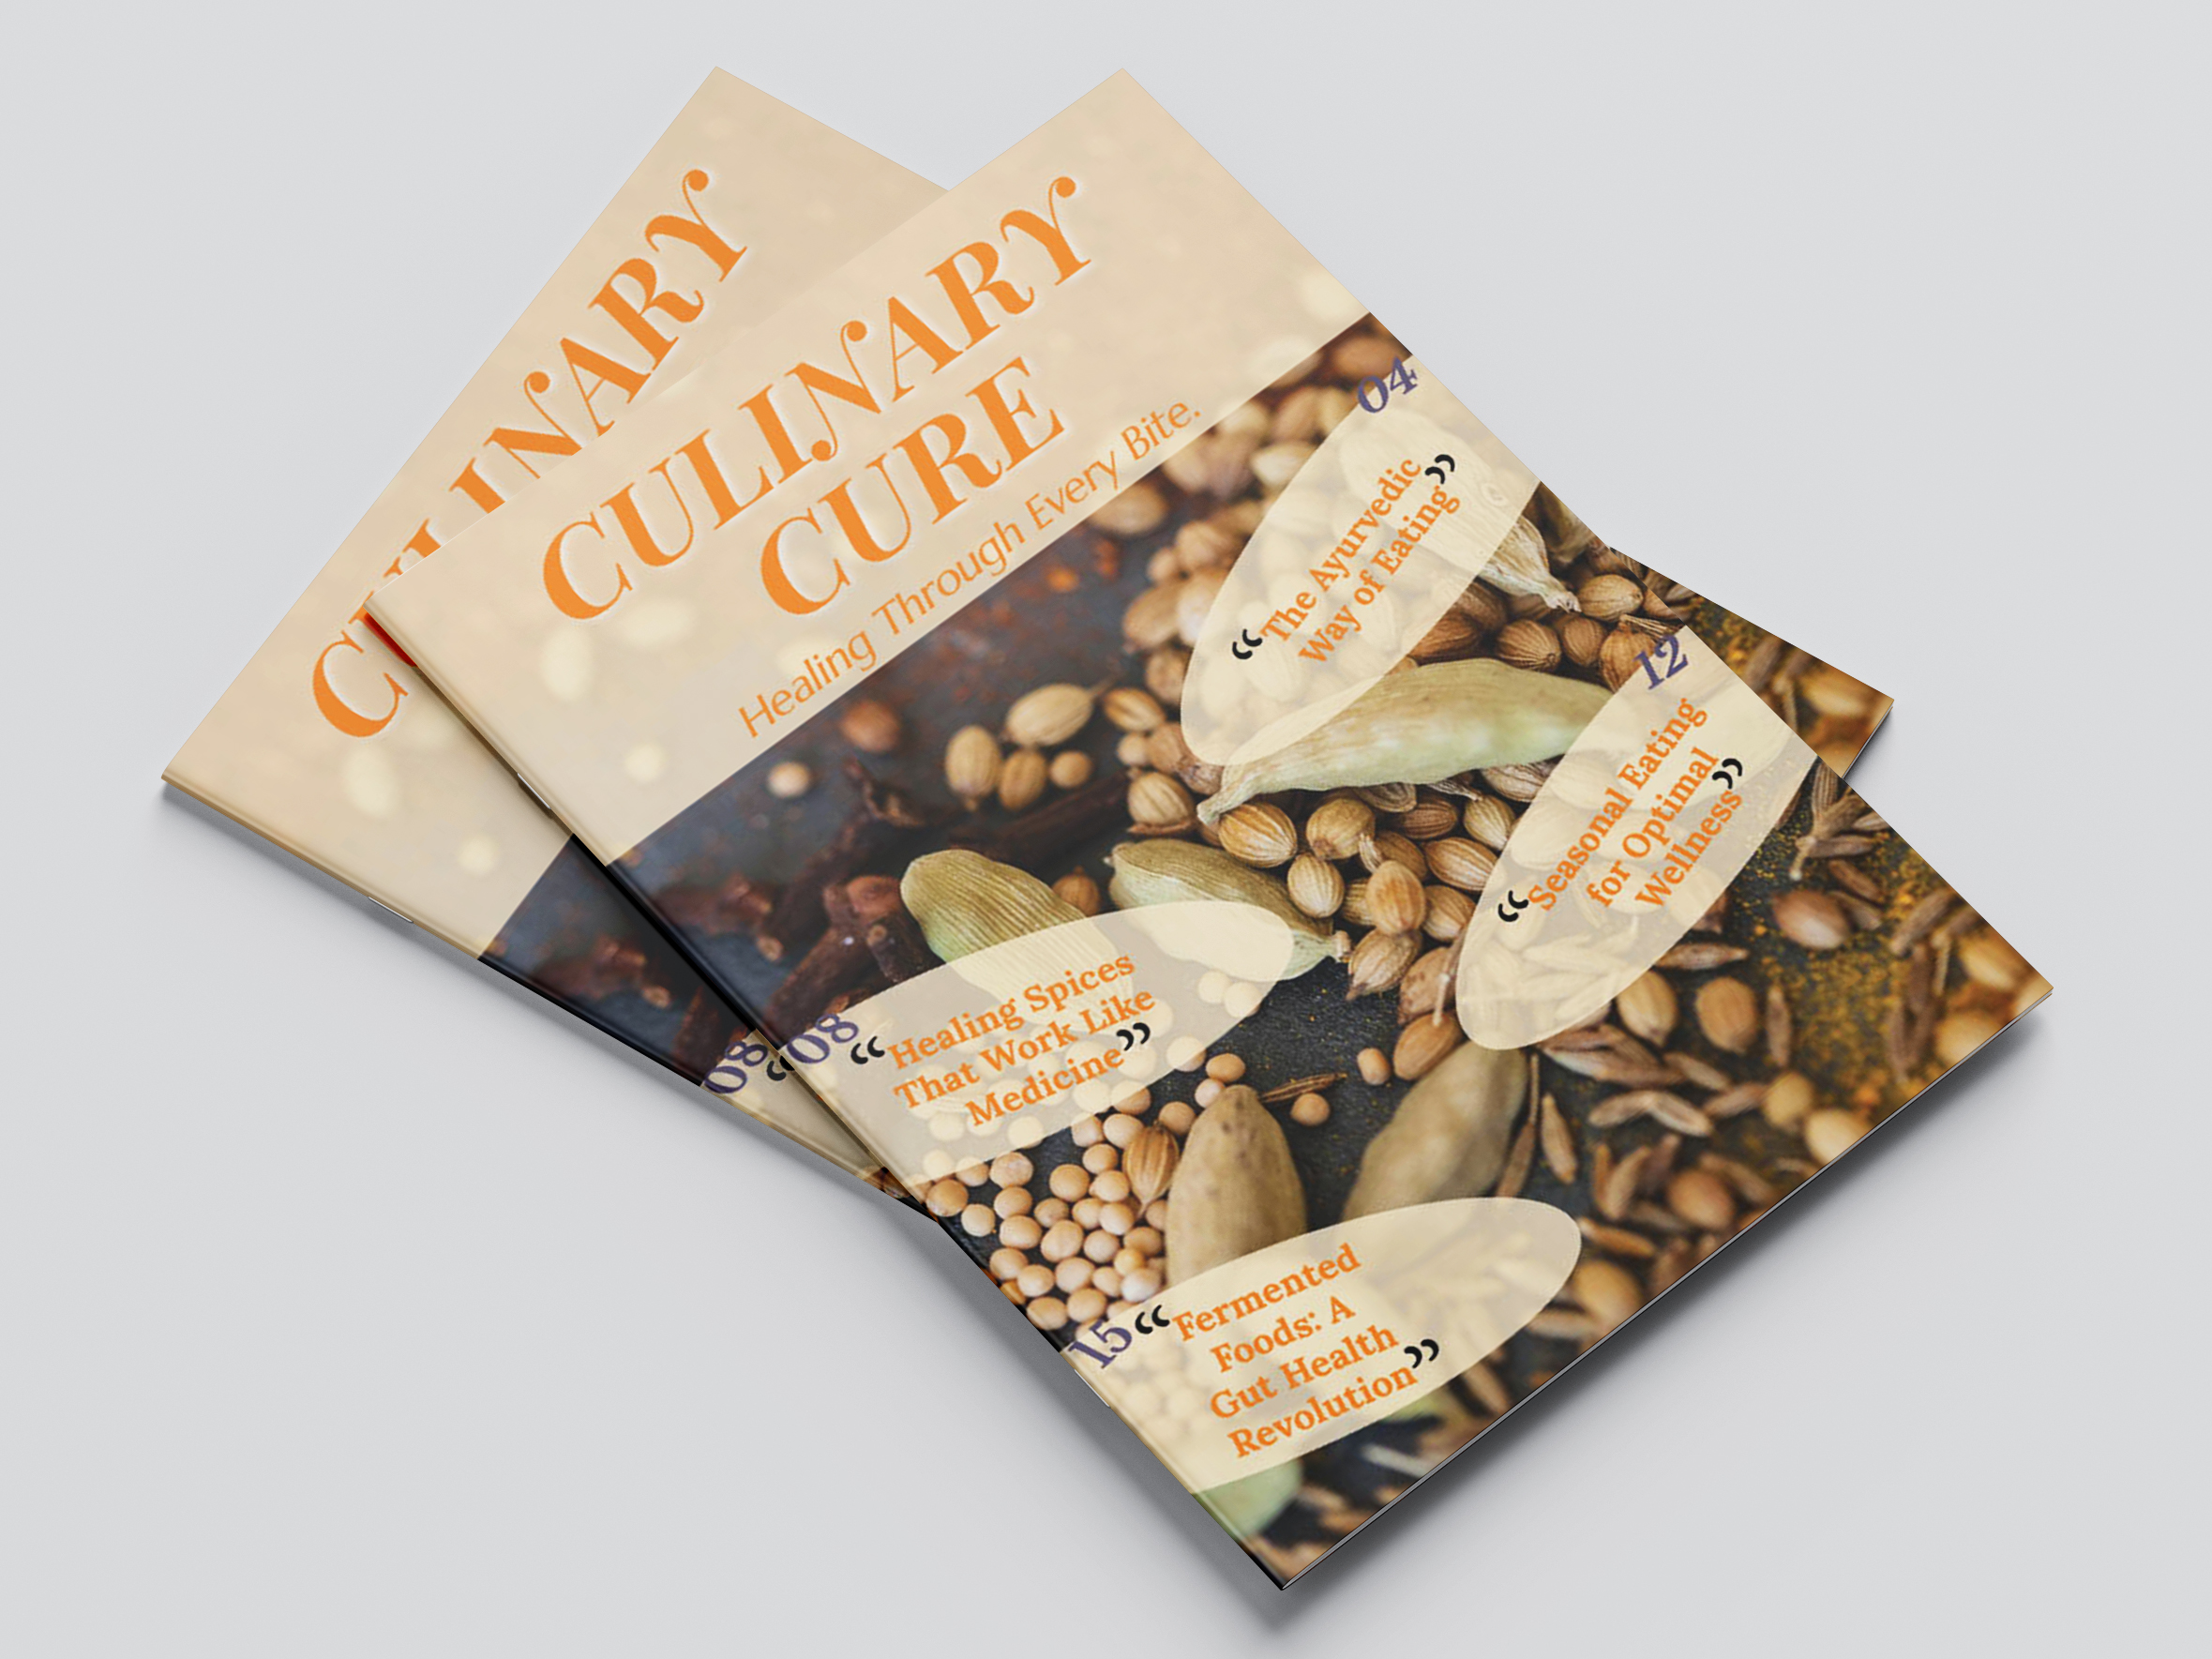 CULINARY
CULINARY
CURE
Healing Through Every Bite.
04
“The Ayurvedic
Way of Eating”
12
“Seasonal Eating
for Optimal
Wellness”
08“
08
“Healing Spices
That Work Like
Medicine”
15
“Fermented
Foods: A
Gut Health
Revolution”